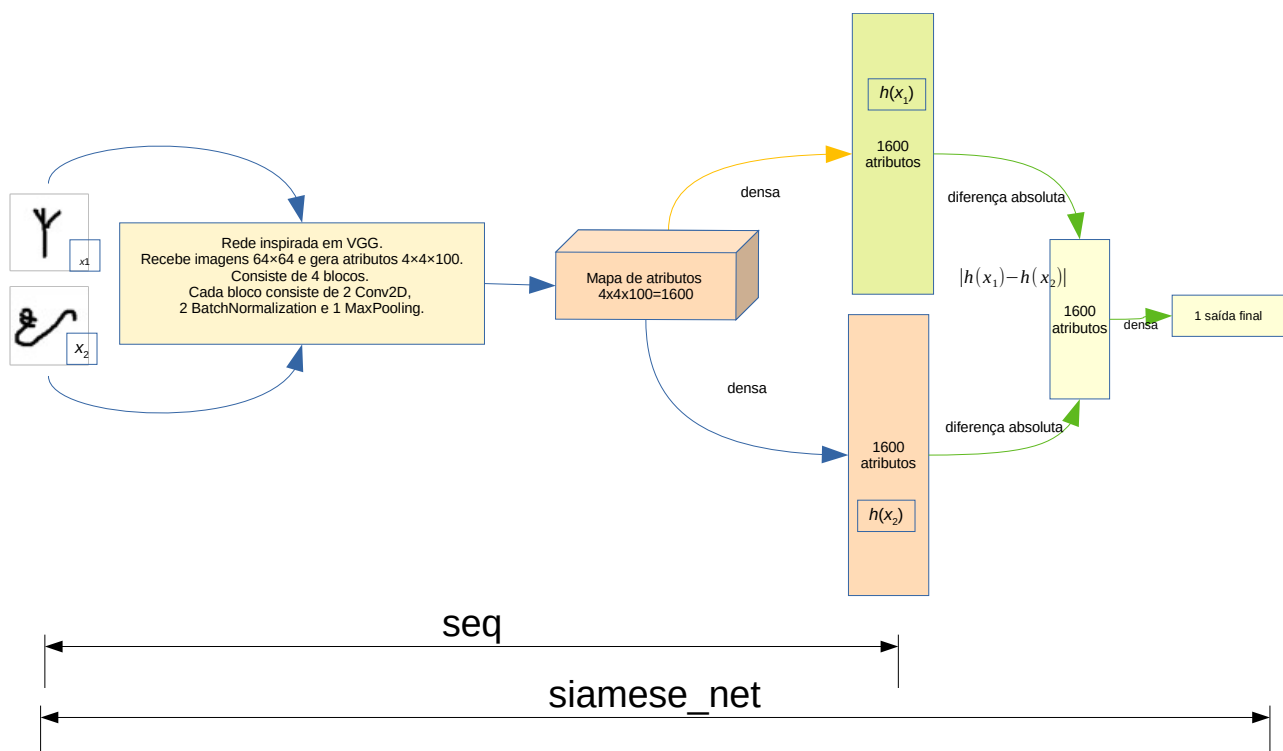 x1
x2
Rede inspirada em VGG.
Recebe imagens 64×64 e gera atributos 4×4×100.
Consiste de 4 blocos.
Cada bloco consiste de 2 Conv2D,
2 BatchNormalization e 1 MaxPooling.
Mapa de atributos
4x4x100=1600
densa
densa
h(x1)
1600
atributos
1600
atributos
h(x2)
diferença absoluta
|h(x1)−h(x2)|
diferença absoluta
1600
atributos
densa
1 saída final
seq
siamese_net